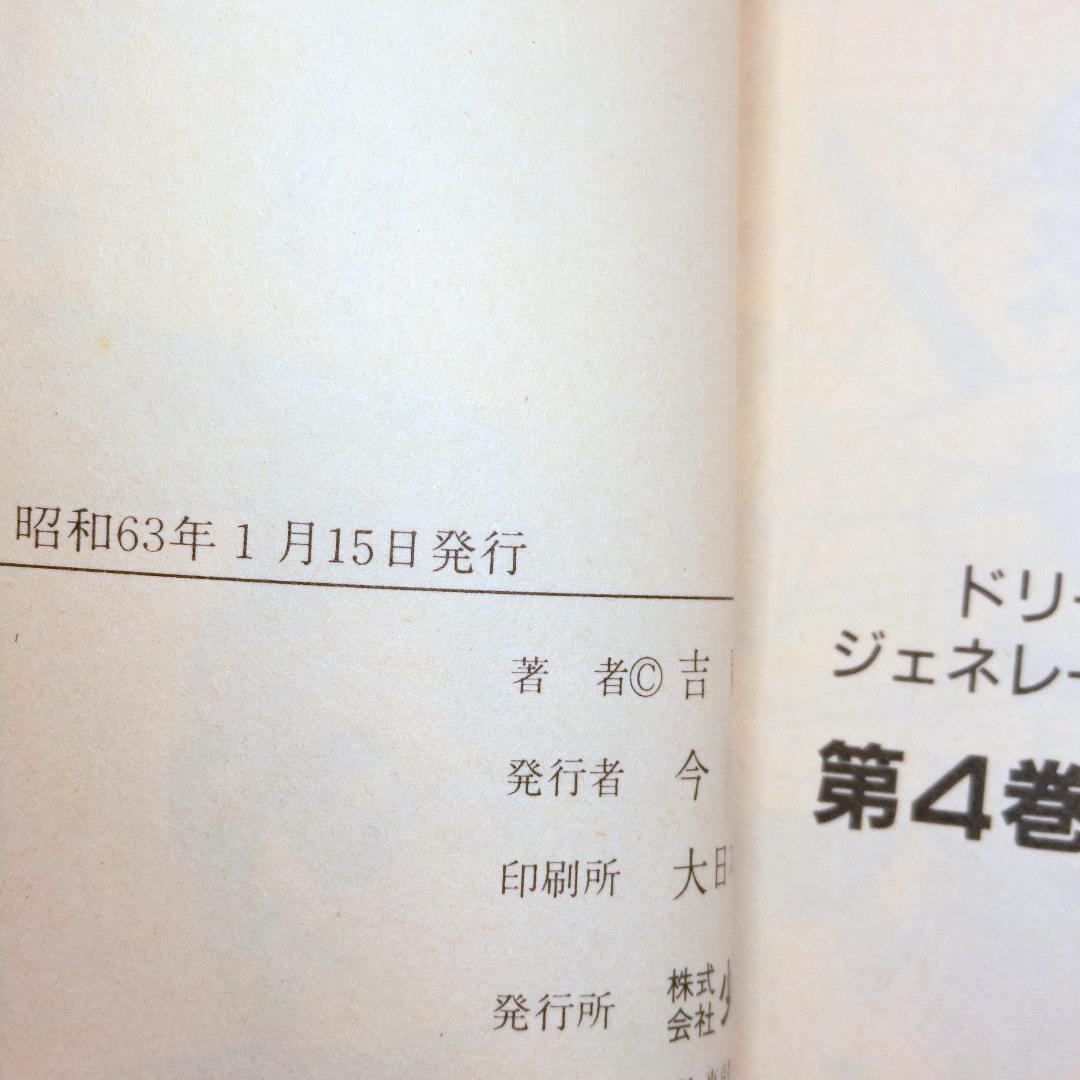 昭和63年1月15日発行
著 者© 吉
発行者 今
印刷所 大日
発行所 株式会社
ドリー
ジェネレー
第4巻